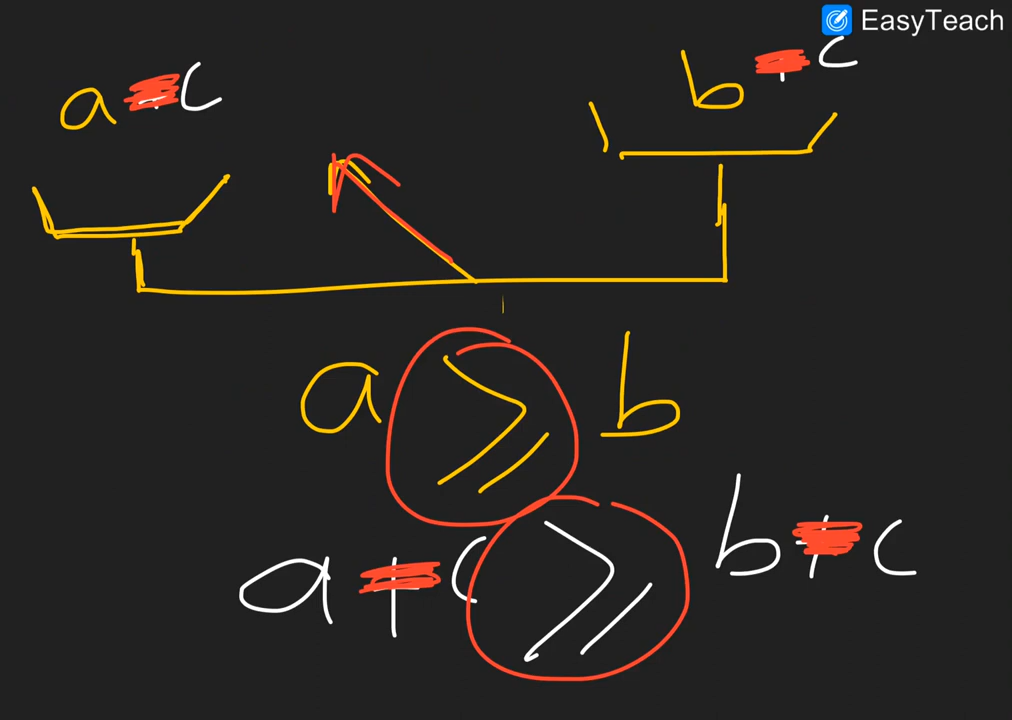 EasyTeach
a - c
b - c
a ⩾ b
a - c ⩾ b - c